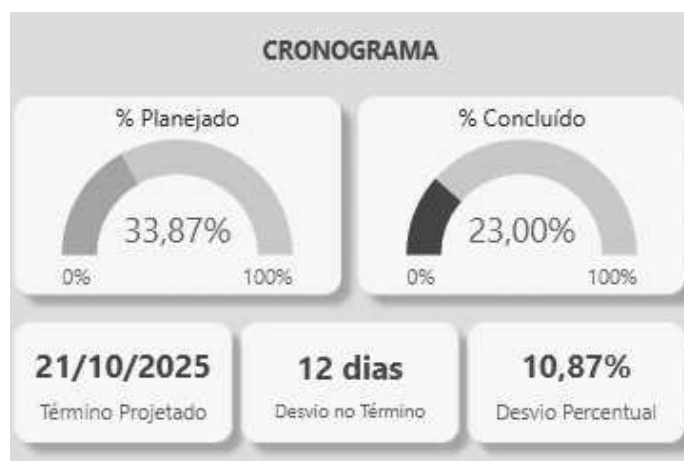 CRONOGRAMA
% Planejado
33,87%
0% 100%
% Concluído
23,00%
0% 100%
21/10/2025
Término Projetado
12 dias
Desvio no Término
10,87%
Desvio Percentual